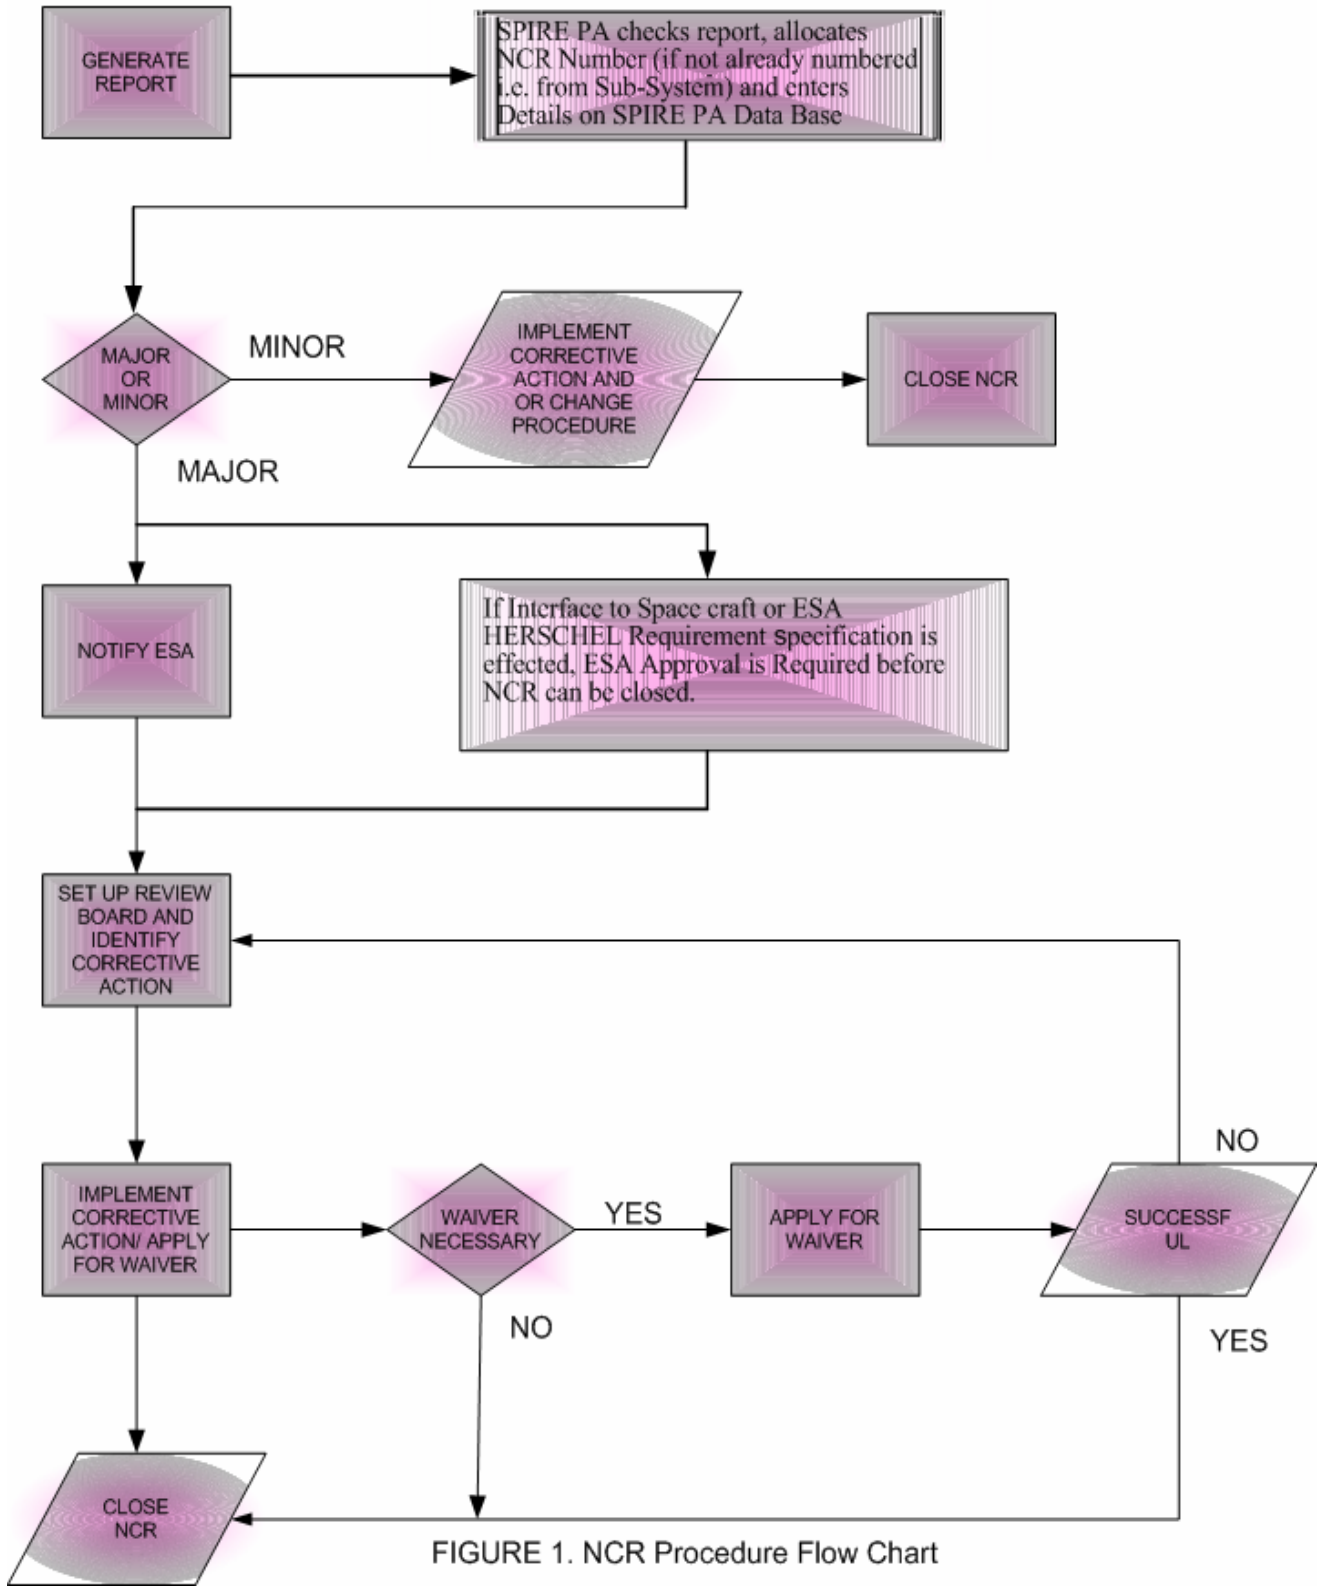 GENERATE
REPORT
SPIRE PA checks report, allocates
NCR Number (if not already numbered
i.e. from Sub-System) and enters
Details on SPIRE PA Data Base
MAJOR
OR
MINOR
MINOR
IMPLEMENT
CORRECTIVE
ACTION AND
OR CHANGE
PROCEDURE
CLOSE NCR
MAJOR
NOTIFY ESA
If Interface to Space craft or ESA
HERSCHEL Requirement specification is
effected, ESA Approval is Required before
NCR can be closed.
SET UP REVIEW
BOARD AND
IDENTIFY
CORRECTIVE
ACTION
IMPLEMENT
CORRECTIVE
ACTION/ APPLY
FOR WAIVER
WAIVER
NECESSARY
YES
APPLY FOR
WAIVER
NO
SUCCESSF
UL
NO
YES
CLOSE
NCR
FIGURE 1. NCR Procedure Flow Chart